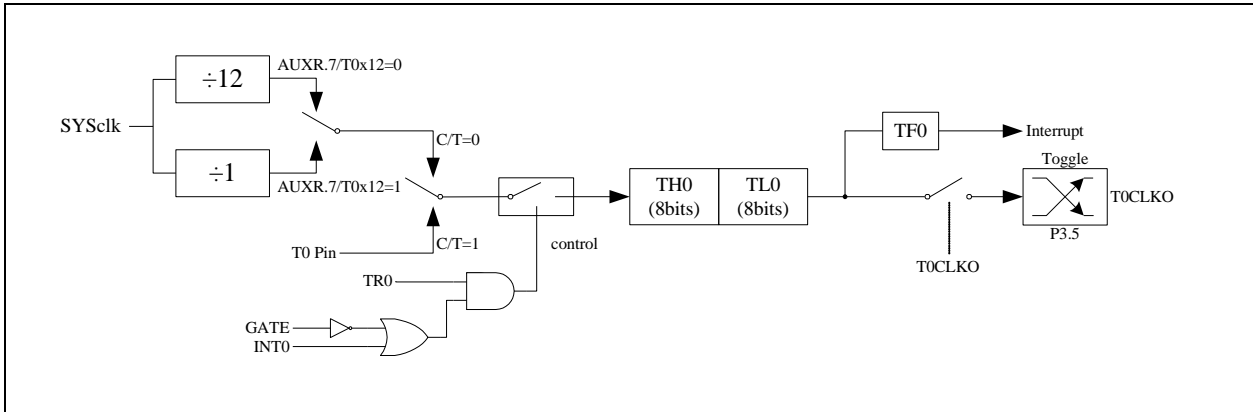 ÷12
AUXR.7/T0x12=0
SYSclk
÷1
AUXR.7/T0x12=1
C/T=0
C/T=1
T0 Pin
control
TR0
GATE
INT0
TH0
(8bits)
TL0
(8bits)
TF0
Interrupt
Toggle
T0CLKO
P3.5
T0CLKO